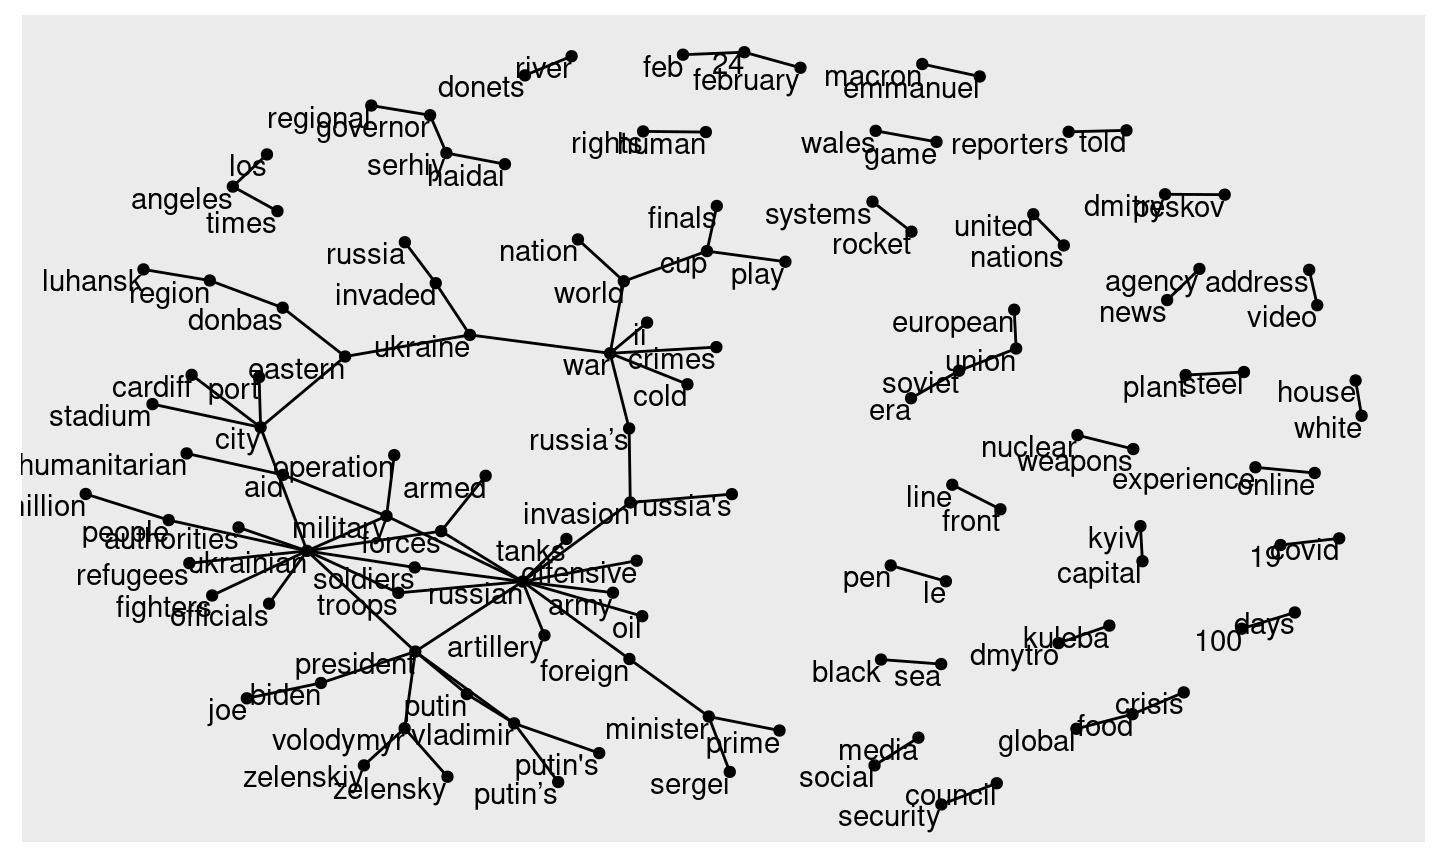 river
donets
feb
24
february
macron
emmanuel
regional
governor
serhiy
haidai
rights
human
wales
game
reporters
told
los
angeles
times
finals
systems
rocket
united
nations
dmitry
peskov
russia
nation
cup
play
luhansk
region
invaded
world
agency
address
news
video
donbas
european
ii
ukraine
war
crimes
union
eastern
cardiff
port
cold
soviet
era
plant
steel
house
white
stadium
city
russia’s
nuclear
weapons
humanitarian
operation
aid
armed
experience
online
illion
invasion
russia's
line
front
people
authorities
military
forces
tanks
kyiv
19
covid
ukrainian
refugees
soldiers
offensive
capital
pen
le
fighters
officials
troops
russian
army
oil
artillery
kuleba
dmytro
100
days
president
foreign
black
sea
joe
biden
putin
crisis
volodymyr
vladimir
minister
prime
global
food
zelenskiy
zelensky
putin's
putin’s
sergei
media
social
council
security